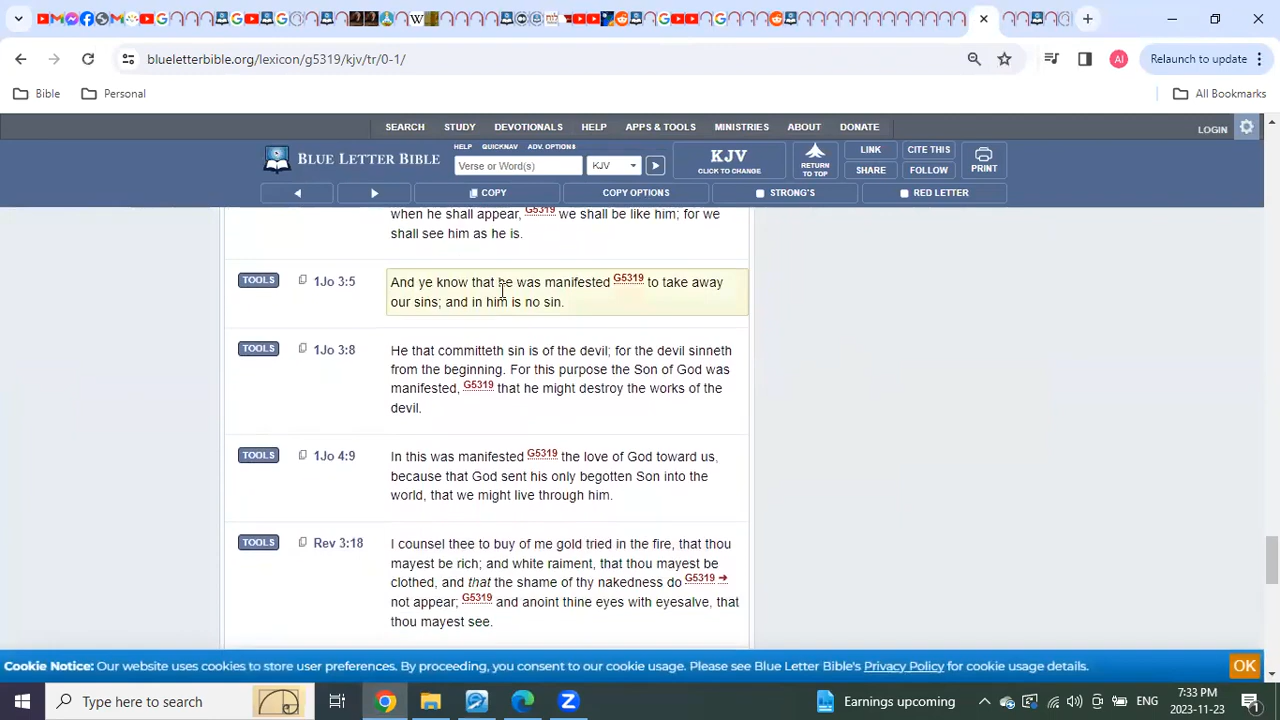 AI
Relaunch to update
blueletterbible.org/lexicon/g5319/kjv/tr/0-1/
Bible
Personal
All Bookmarks
SEARCH STUDY DEVOTIONALS HELP APPS & TOOLS MINISTRIES ABOUT DONATE
LOGIN
BLUE LETTER BIBLE
HELP QUICKNAV ADV. OPTIONS
Verse or Word(s) KJV
KJV
CLICK TO CHANGE
RETURN
TO TOP
LINK
CITE THIS
SHARE
FOLLOW
PRINT
COPY
COPY OPTIONS
STRONG'S
RED LETTER
when he shall appear, G5319 we shall be like him; for we
shall see him as he is.
TOOLS 1Jo 3:5 And ye know that he was manifested G5319 to take away
our sins; and in him is no sin.
TOOLS 1Jo 3:8 He that committeth sin is of the devil; for the devil sinneth
from the beginning. For this purpose the Son of God was
manifested, G5319 that he might destroy the works of the
devil.
TOOLS 1Jo 4:9 In this was manifested G5319 the love of God toward us,
because that God sent his only begotten Son into the
world, that we might live through him.
TOOLS Rev 3:18 I counsel thee to buy of me gold tried in the fire, that thou
mayest be rich; and white raiment, that thou mayest be
clothed, and that the shame of thy nakedness do G5319 ➔
not appear; G5319 and anoint thine eyes with eyesalve, that
thou mayest see.
Cookie Notice: Our website uses cookies to store user preferences. By proceeding, you consent to our cookie usage. Please see Blue Letter Bible's Privacy Policy for cookie usage details.
OK
Type here to search
Earnings upcoming
ENG
7:33 PM
2023-11-23
1